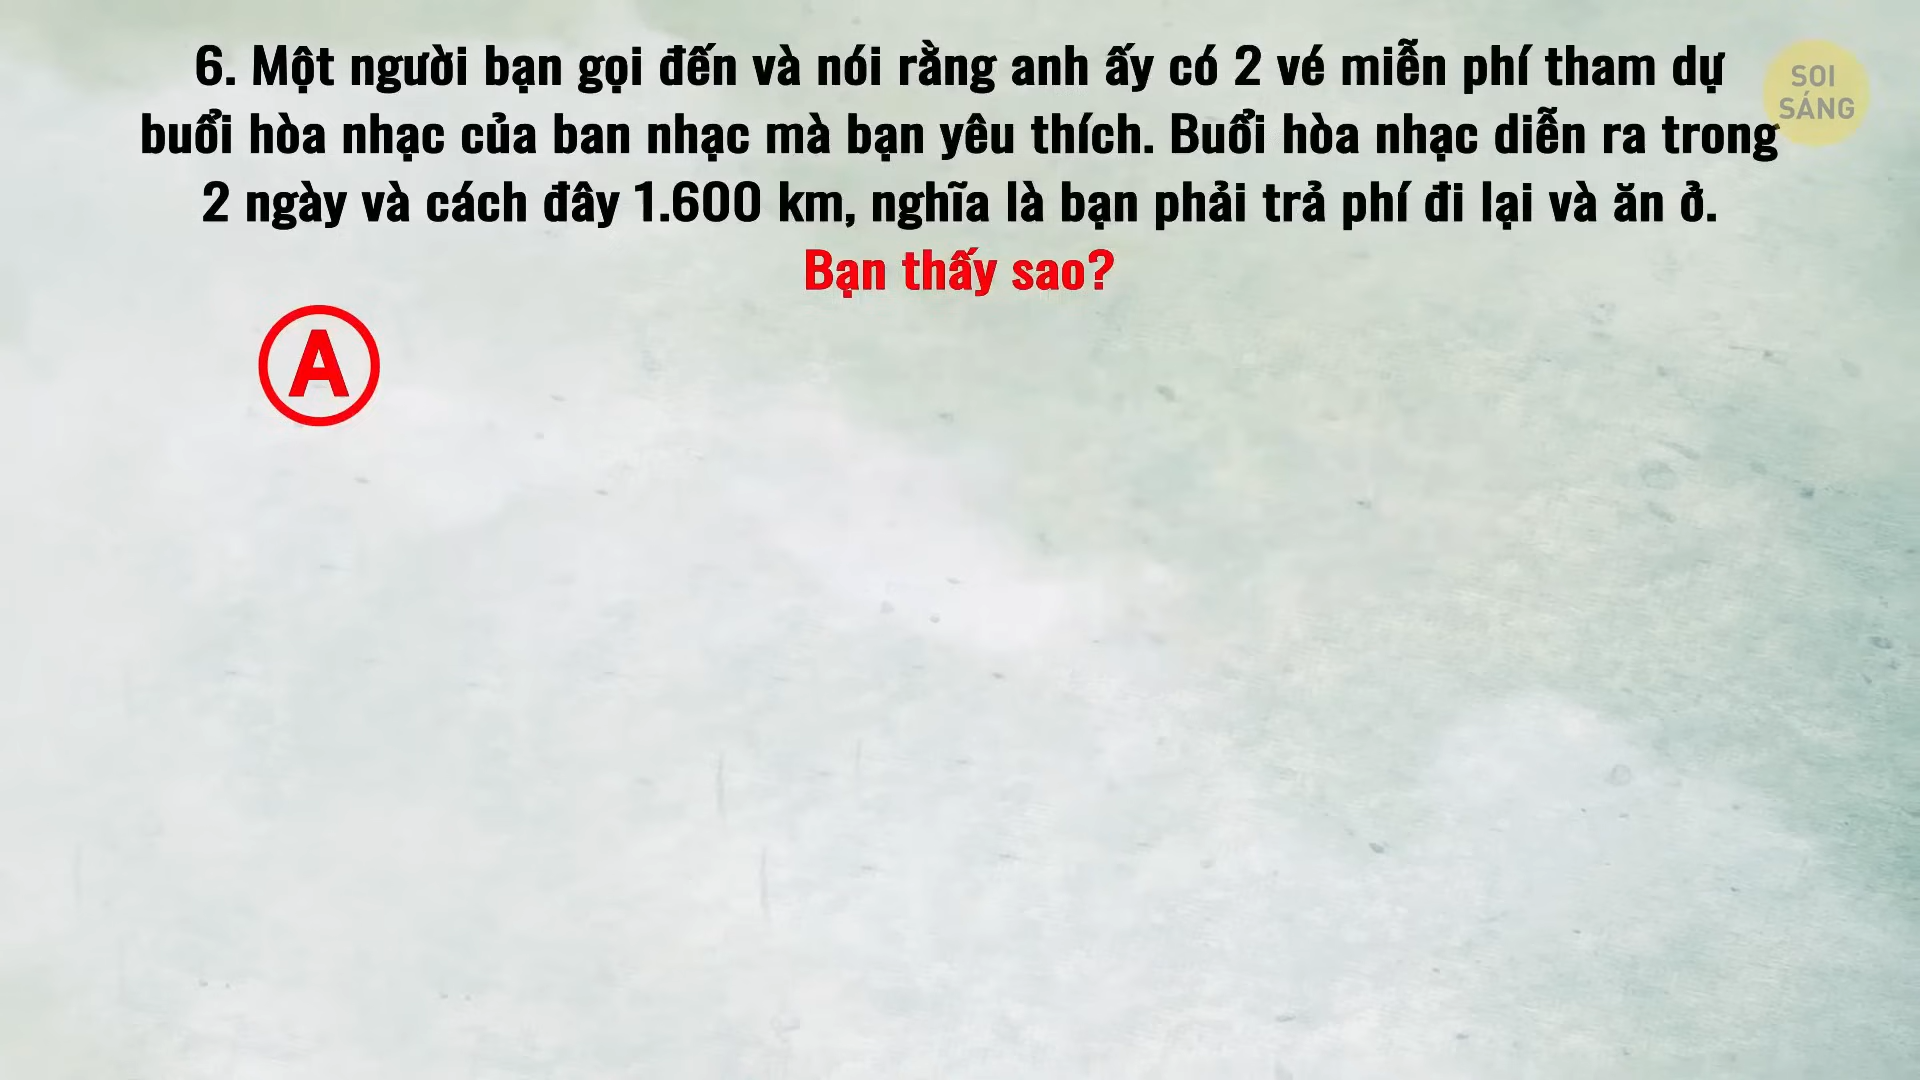 6. Một người bạn gọi đến và nói rằng anh ấy có 2 vé miễn phí tham dự
buổi hòa nhạc của ban nhạc mà bạn yêu thích. Buổi hòa nhạc diễn ra trong
2 ngày và cách đây 1.600 km, nghĩa là bạn phải trả phí đi lại và ăn ở.
Bạn thấy sao?
A
SOI
SÁNG